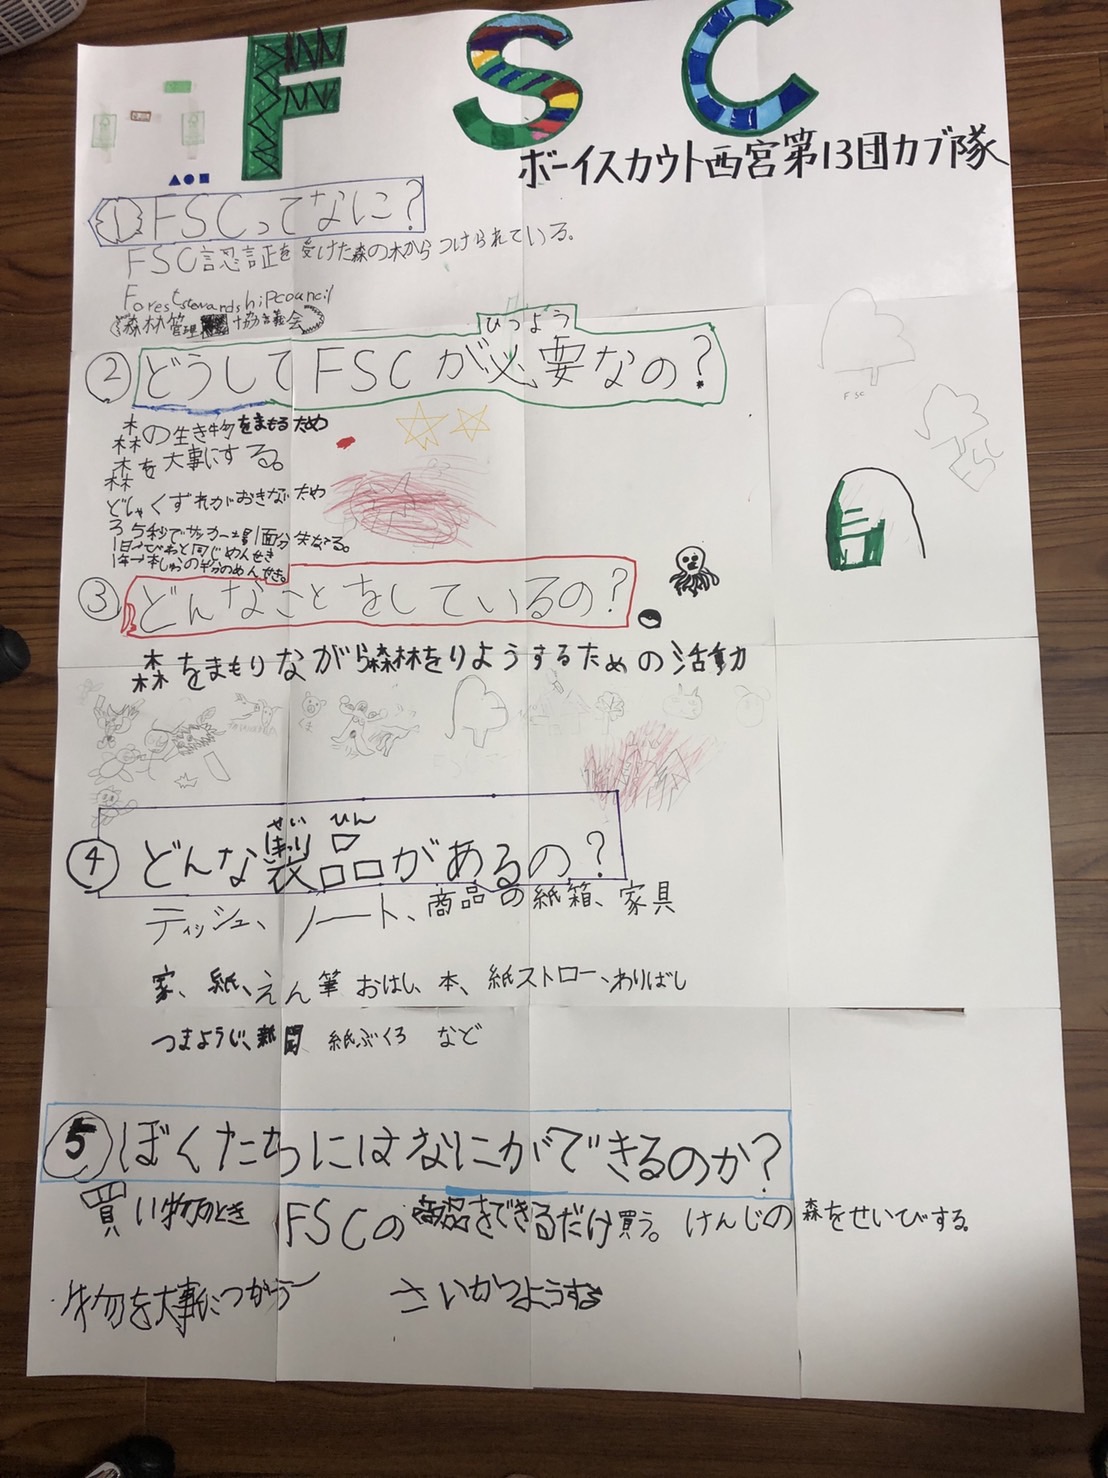 FSC
ボーイスカウト西宮第13団カブ隊
①FSCってなに?
FSC認証を受けた森の木からつけられている。
Forest stewardship council
(森林管理協議会)
ひつよう
②どうしてFSCが必要なの?
森の生き物をまもるため
森を大事にする。
どしゃくずれがおきないため
3.5秒でサッカー場1面分失なる。
1日→びわと同じめんせき
1年→本しゅうの半分のめんせき。
③どんなことをしているの?
森をまもりながら森林をりようするための活動
FSC
④どんな製品があるの?
せいひん
ティッシュ、ノート、商品の紙箱、家具
家、紙、えん筆 おはし、本、紙ストロー、わりばし
つまようじ、紙ぶくろ など
⑤ぼくたちにはなにができるのか?
買い物のとき FSCの商品をできるだけ買う。けんじの森をせいびする。
物を大事につかう さいかつようする